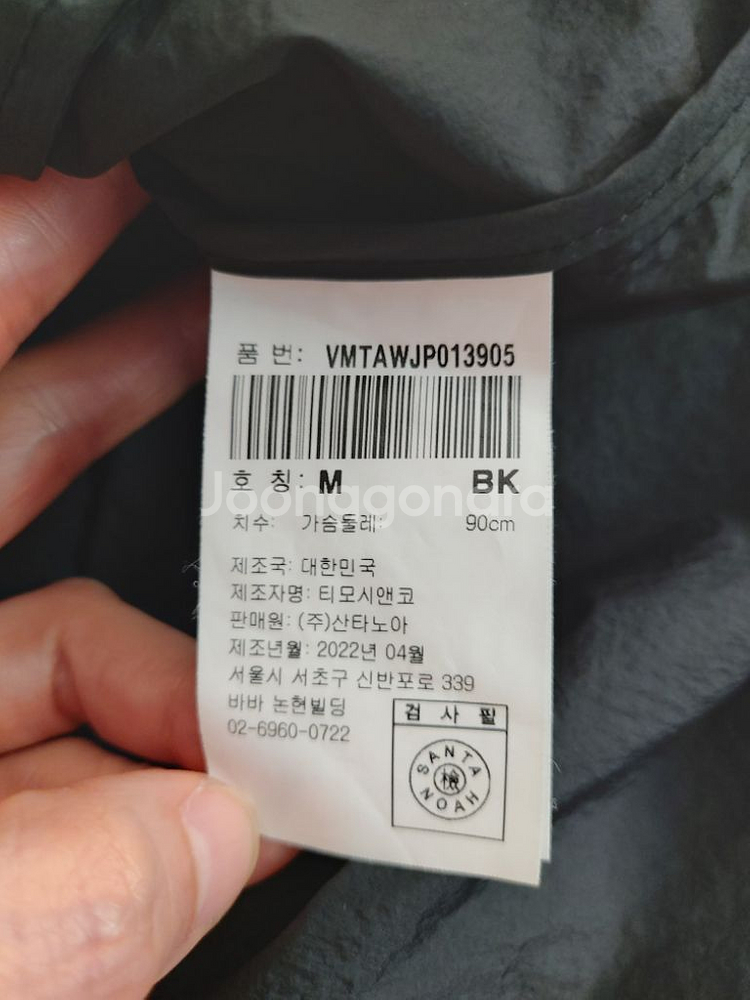 품 번: VMTAWJP013905
호 칭: M BK
Joonggonara
치수: 가슴둘레: 90cm
제조국: 대한민국
제조자명: 티모시앤코
판매원: (주)산타노아
제조년월: 2022년 04월
서울시 서초구 신반포로 339
바바 논현빌딩
02-6960-0722
검 사 필
SANTA
檢
NOAH